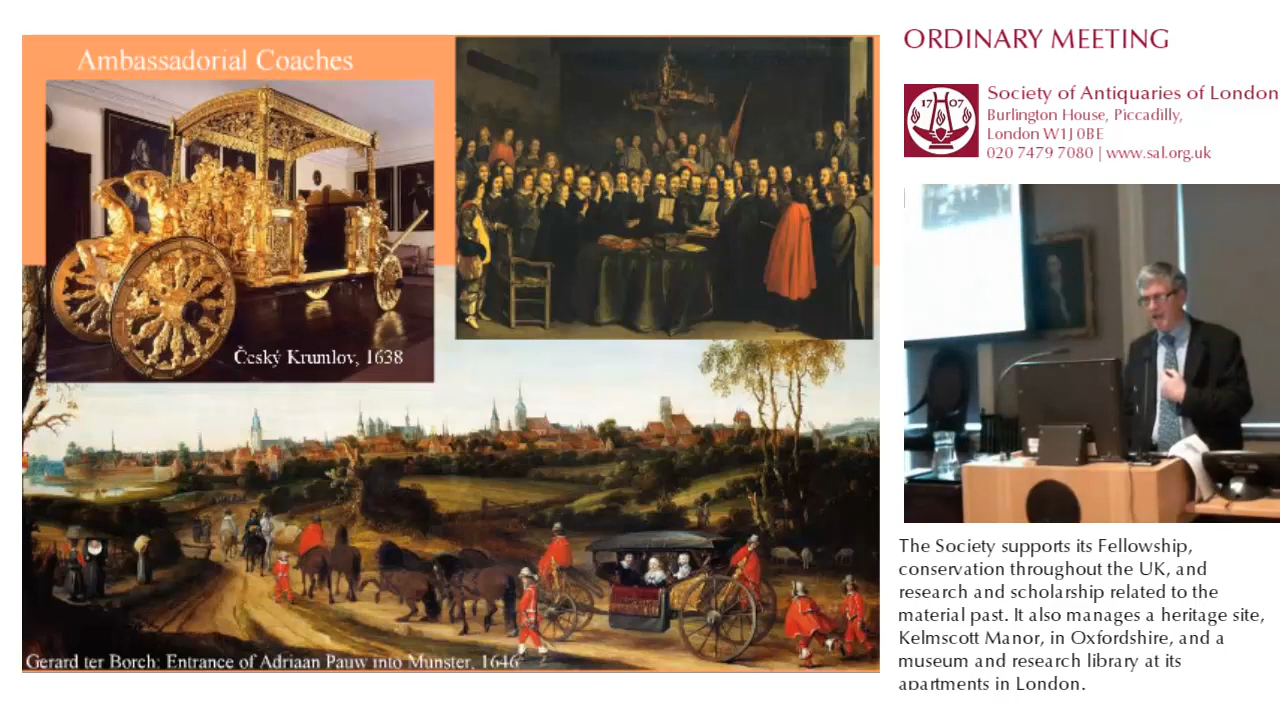 Ambassadorial Coaches
Český Krumlov, 1638
Gerard ter Borch: Entrance of Adriaan Pauw into Munster, 1646
ORDINARY MEETING
1707
Society of Antiquaries of London
Burlington House, Piccadilly,
London W1J 0BE
020 7479 7080 | www.sal.org.uk
The Society supports its Fellowship,
conservation throughout the UK, and
research and scholarship related to the
material past. It also manages a heritage site,
Kelmscott Manor, in Oxfordshire, and a
museum and research library at its
apartments in London.